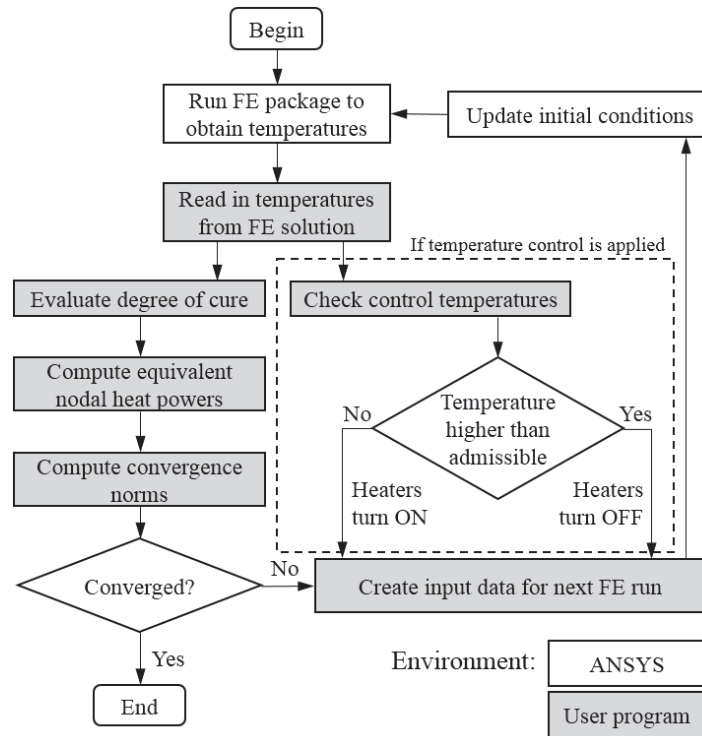 Begin
Run FE package to
obtain temperatures
Update initial conditions
Read in temperatures
from FE solution
If temperature control is applied
Evaluate degree of cure
Check control temperatures
Compute equivalent
nodal heat powers
No
Temperature
higher than
admissible
Yes
Compute convergence
norms
Heaters
turn ON
Heaters
turn OFF
Converged?
No
Create input data for next FE run
Yes
End
Environment:
ANSYS
User program